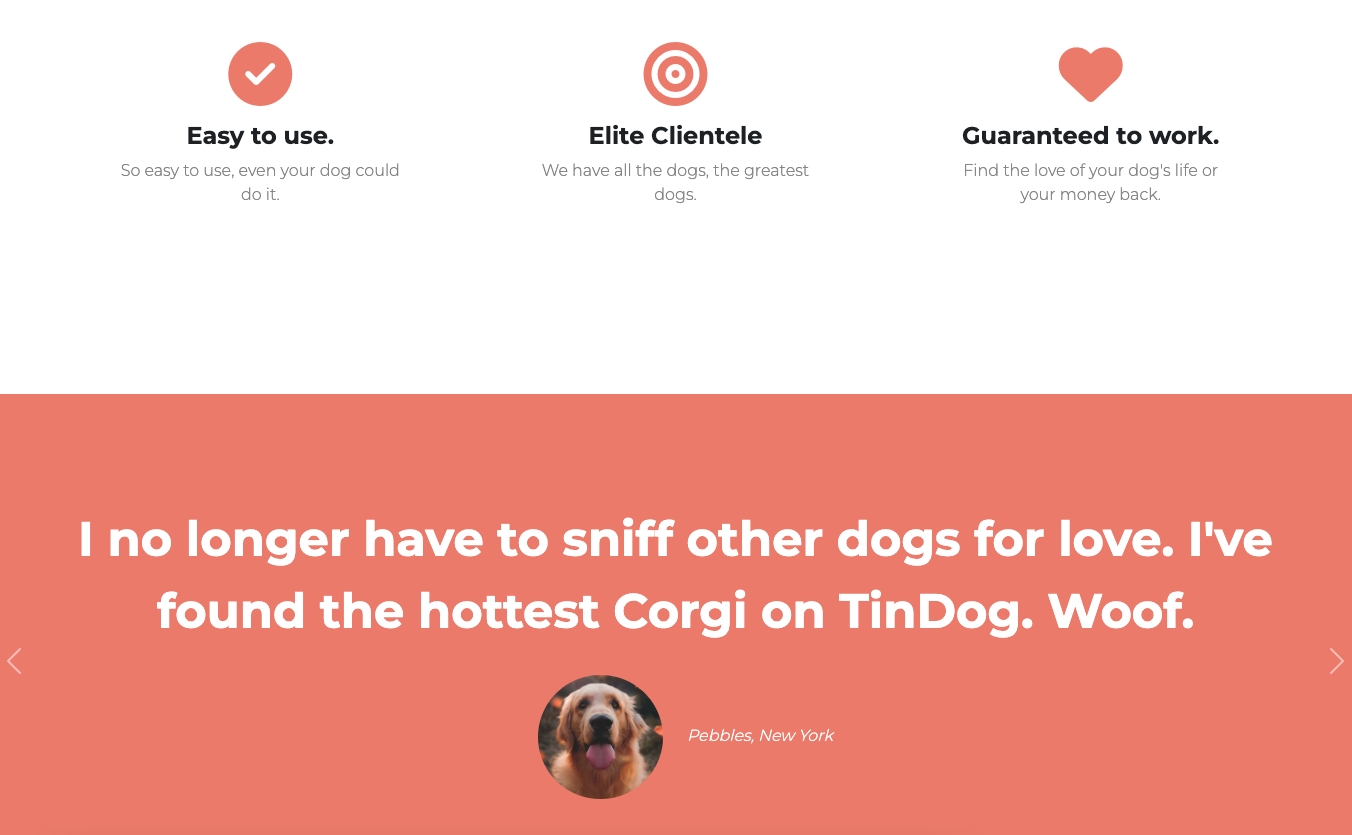 Easy to use.
So easy to use, even your dog could
do it.
Elite Clientele
We have all the dogs, the greatest
dogs.
Guaranteed to work.
Find the love of your dog's life or
your money back.
I no longer have to sniff other dogs for love. I've
found the hottest Corgi on TinDog. Woof.
Pebbles, New York